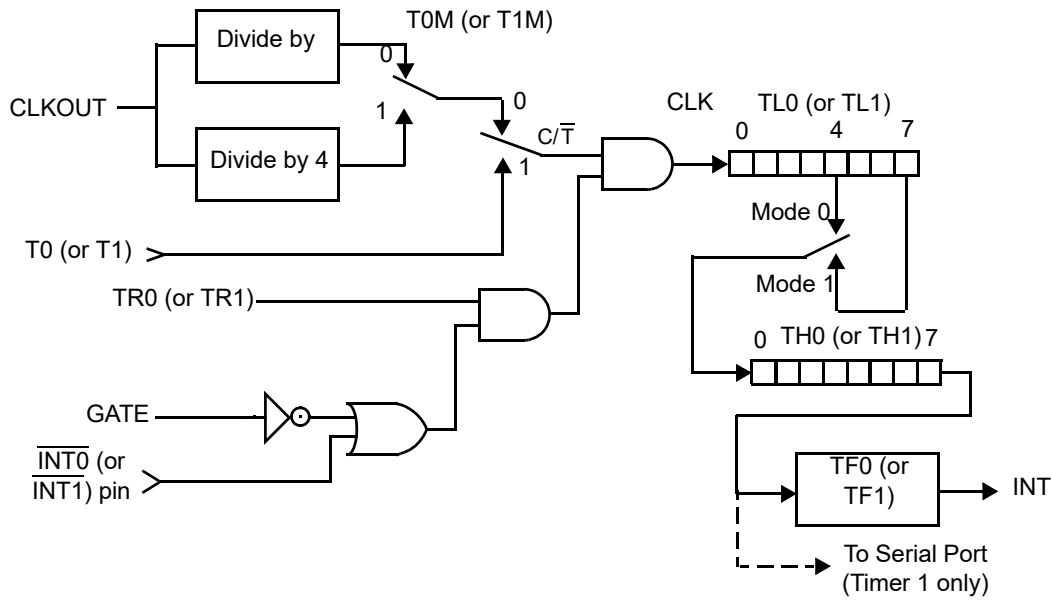 T0M (or T1M)
Divide by
0
CLKOUT
1
Divide by 4
0
C/T̅
1
CLK
TL0 (or TL1)
0 4 7
T0 (or T1)
Mode 0
Mode 1
TR0 (or TR1)
0 TH0 (or TH1) 7
GATE
I̅N̅T̅0̅ (or
I̅N̅T̅1̅) pin
TF0 (or
TF1)
INT
To Serial Port
(Timer 1 only)